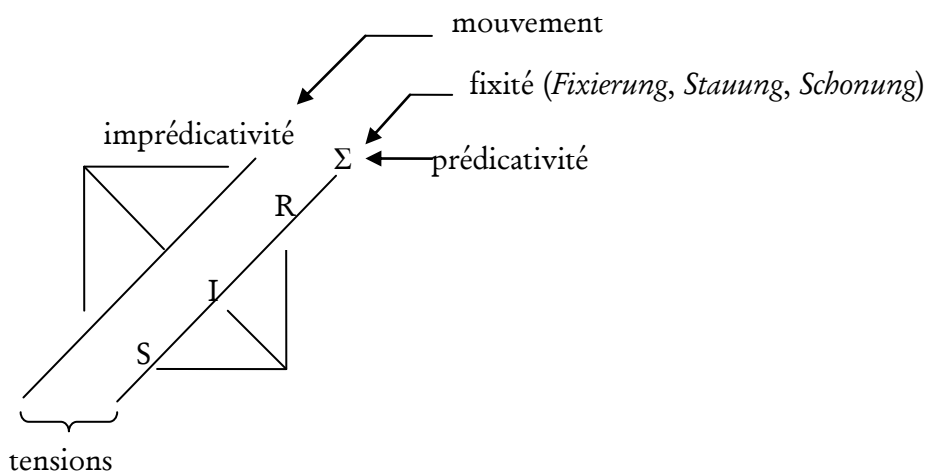 mouvement
fixité (Fixierung, Stauung, Schonung)
imprédicativité
Σ
prédicativité
R
I
S
tensions